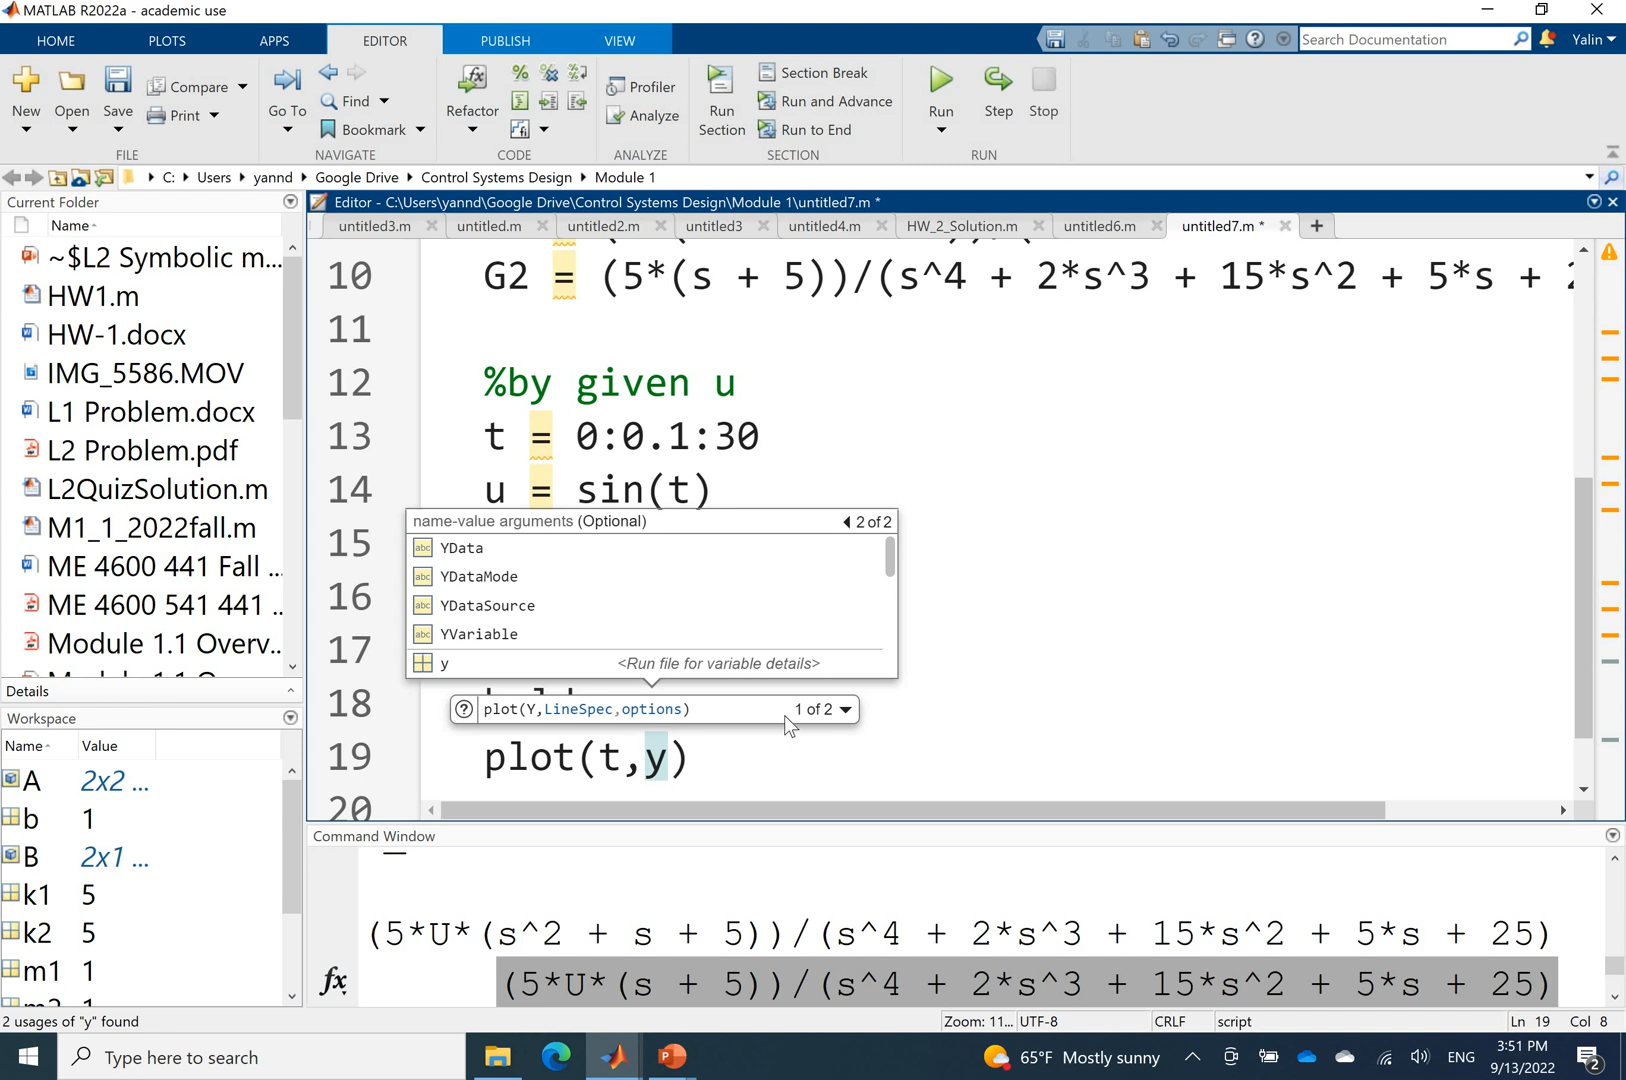 MATLAB R2022a - academic use
HOME PLOTS APPS EDITOR PUBLISH VIEW
Search Documentation
Yalin
New Open Save Compare Print
FILE
Go To Find Bookmark
NAVIGATE
Refactor
CODE
Profiler Analyze
ANALYZE
Run Section Section Break Run and Advance Run to End
SECTION
Run Step Stop
RUN
C: Users yannd Google Drive Control Systems Design Module 1
Current Folder
Name
~$L2 Symbolic m...
HW1.m
HW-1.docx
IMG_5586.MOV
L1 Problem.docx
L2 Problem.pdf
L2QuizSolution.m
M1_1_2022fall.m
ME 4600 441 Fall ...
ME 4600 541 441 ..
Module 1.1 Overv...
Details
Workspace
Name Value
A 2x2 ...
b 1
B 2x1 ...
k1 5
k2 5
m1 1
Editor - C:\Users\yannd\Google Drive\Control Systems Design\Module 1\untitled7.m *
untitled3.m untitled.m untitled2.m untitled3 untitled4.m HW_2_Solution.m untitled6.m untitled7.m *
10 G2 = (5*(s + 5))/(s^4 + 2*s^3 + 15*s^2 + 5*s +
11
12 %by given u
13 t = 0:0.1:30
14 u = sin(t)
name-value arguments (Optional) 2 of 2
abc YData
abc YDataMode
abc YDataSource
abc YVariable
y <Run file for variable details>
15
16
17
18
plot(Y,LineSpec,options) 1 of 2
19 plot(t,y)
20
Command Window
(5*U*(s^2 + s + 5))/(s^4 + 2*s^3 + 15*s^2 + 5*s + 25)
fx (5*U*(s + 5))/(s^4 + 2*s^3 + 15*s^2 + 5*s + 25)
2 usages of "y" found
Zoom: 11... UTF-8 CRLF script Ln 19 Col 8
Type here to search
65°F Mostly sunny
ENG
3:51 PM
9/13/2022
2